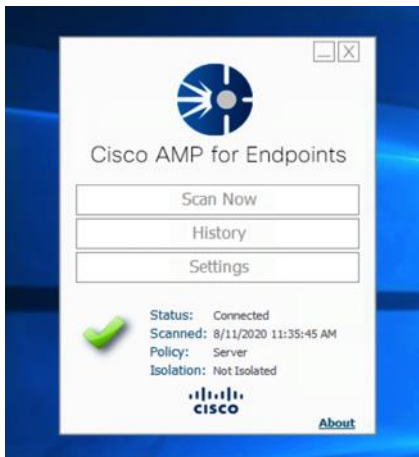 Cisco AMP for Endpoints
Scan Now
History
Settings
Status: Connected
Scanned: 8/11/2020 11:35:45 AM
Policy: Server
Isolation: Not Isolated
CISCO
About